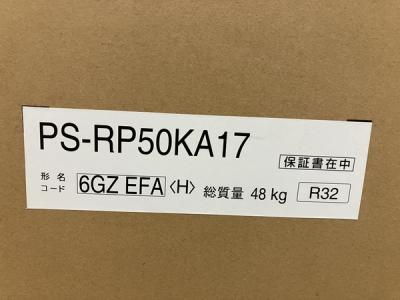 PS-RP50KA17
保証書在中
形名
コード 6GZ EFA 〈H〉 総質量 48 kg R32